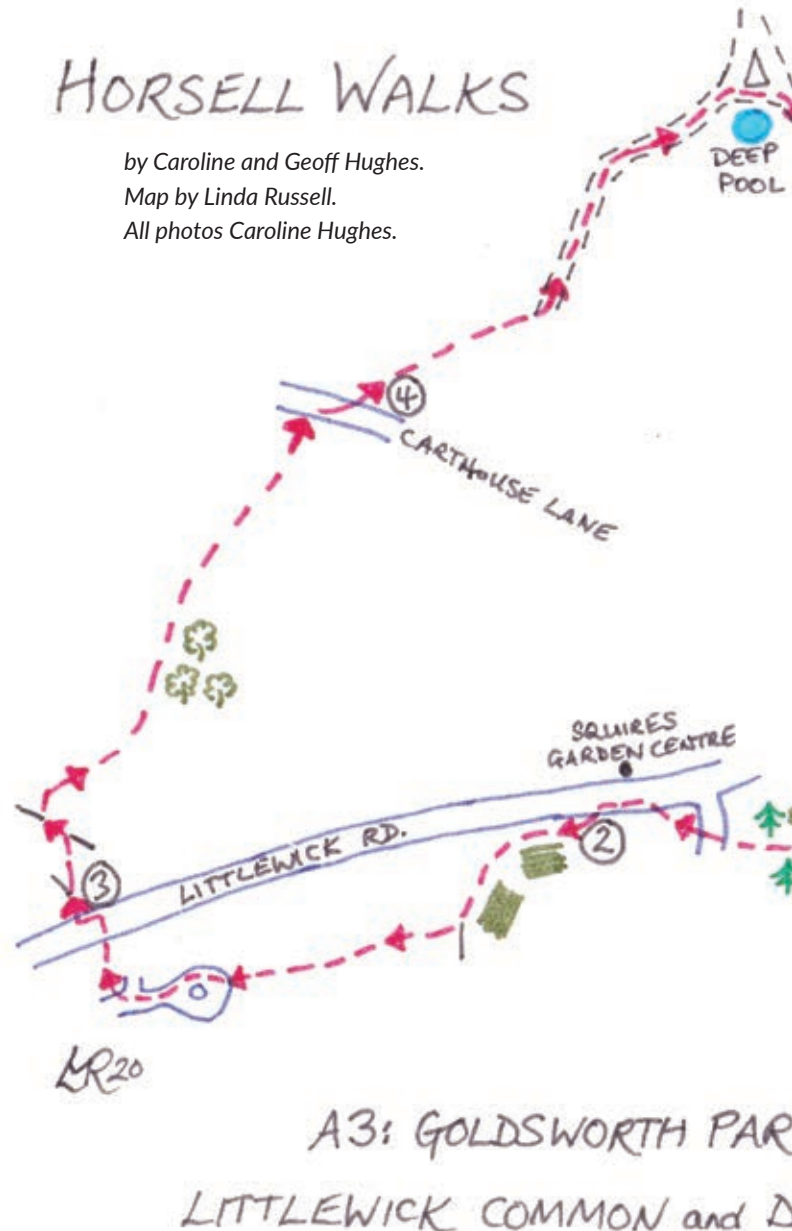 HORSELL WALKS
by Caroline and Geoff Hughes.
Map by Linda Russell.
All photos Caroline Hughes.
DEEP
POOL
4
CARTHOUSE LANE
SQUIRES
GARDEN CENTRE
2
LITTLEWICK RD.
3
LR20
A3: GOLDSWORTH PAR
LITTLEWICK COMMON and D